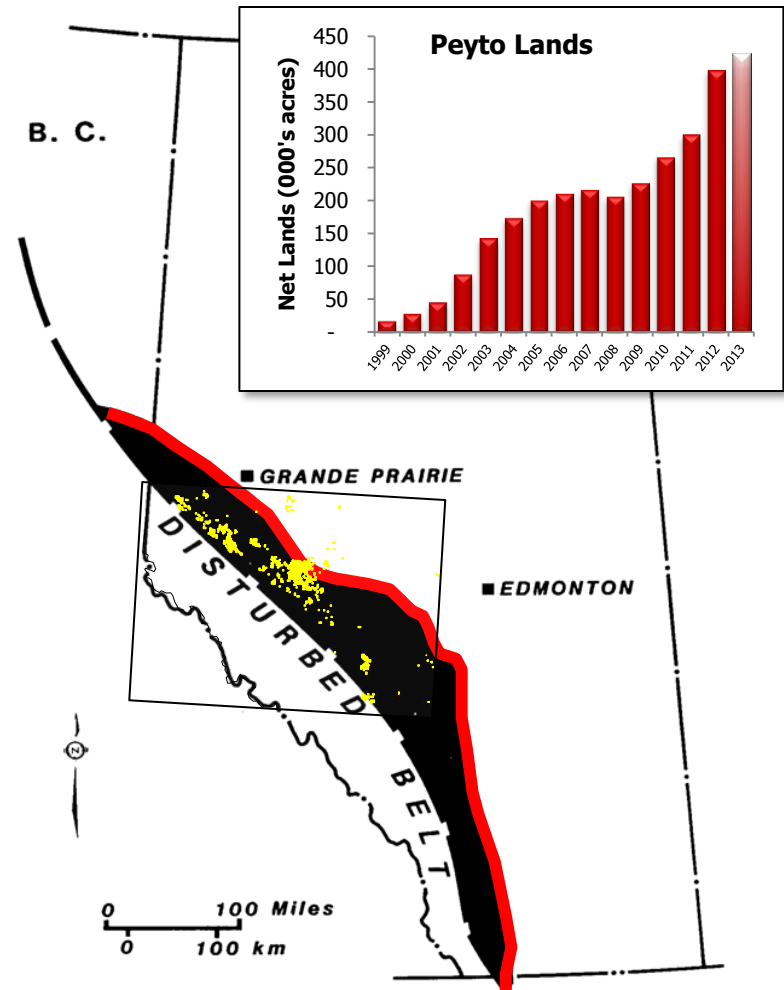 Peyto Lands
Net Lands (000's acres)
450
400
350
300
250
200
150
100
50
-
1999
2000
2001
2002
2003
2004
2005
2006
2007
2008
2009
2010
2011
2012
2013
B. C.
GRANDE PRAIRIE
EDMONTON
DISTURBED BELT
N
0 100 Miles
0 100 km